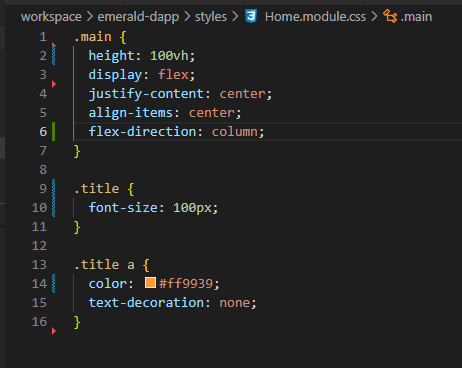 workspace > emerald-dapp > styles > Home.module.css > .main
1 .main {
2 height: 100vh;
3 display: flex;
4 justify-content: center;
5 align-items: center;
6 flex-direction: column;
7 }
8
9 .title {
10 font-size: 100px;
11 }
12
13 .title a {
14 color: #ff9939;
15 text-decoration: none;
16 }